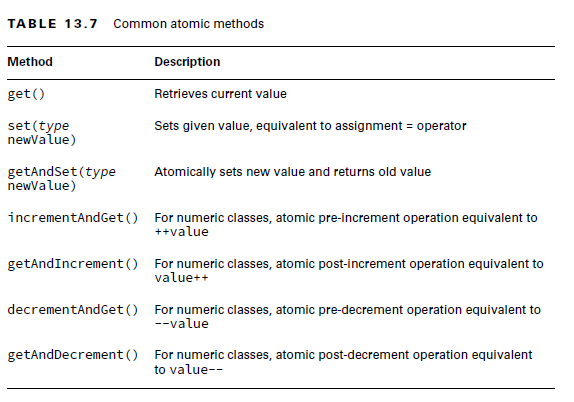 TABLE 13.7 Common atomic methods
Method Description
get() Retrieves current value
set(type Sets given value, equivalent to assignment = operator
newValue)
getAndSet(type Atomically sets new value and returns old value
newValue)
incrementAndGet() For numeric classes, atomic pre-increment operation equivalent to
++value
getAndIncrement() For numeric classes, atomic post-increment operation equivalent to
value++
decrementAndGet() For numeric classes, atomic pre-decrement operation equivalent to
--value
getAndDecrement() For numeric classes, atomic post-decrement operation equivalent
to value--